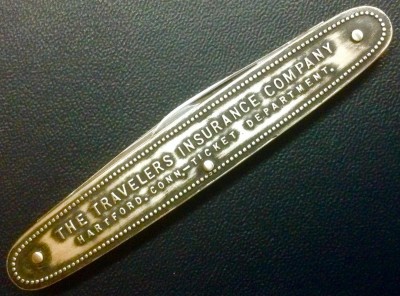 THE TRAVELERS INSURANCE COMPANY
HARTFORD, CONN.-TICKET DEPARTMENT.